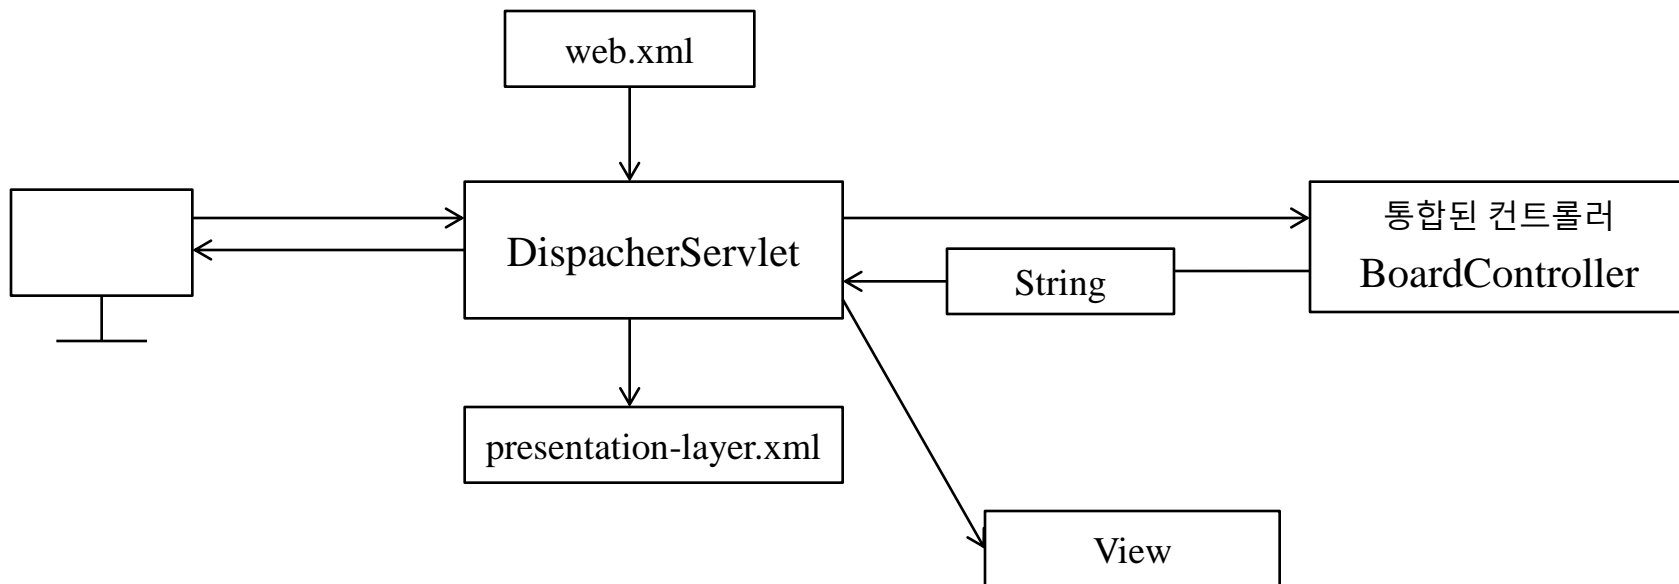 web.xml
DispacherServlet
통합된 컨트롤러
BoardController
String
presentation-layer.xml
View